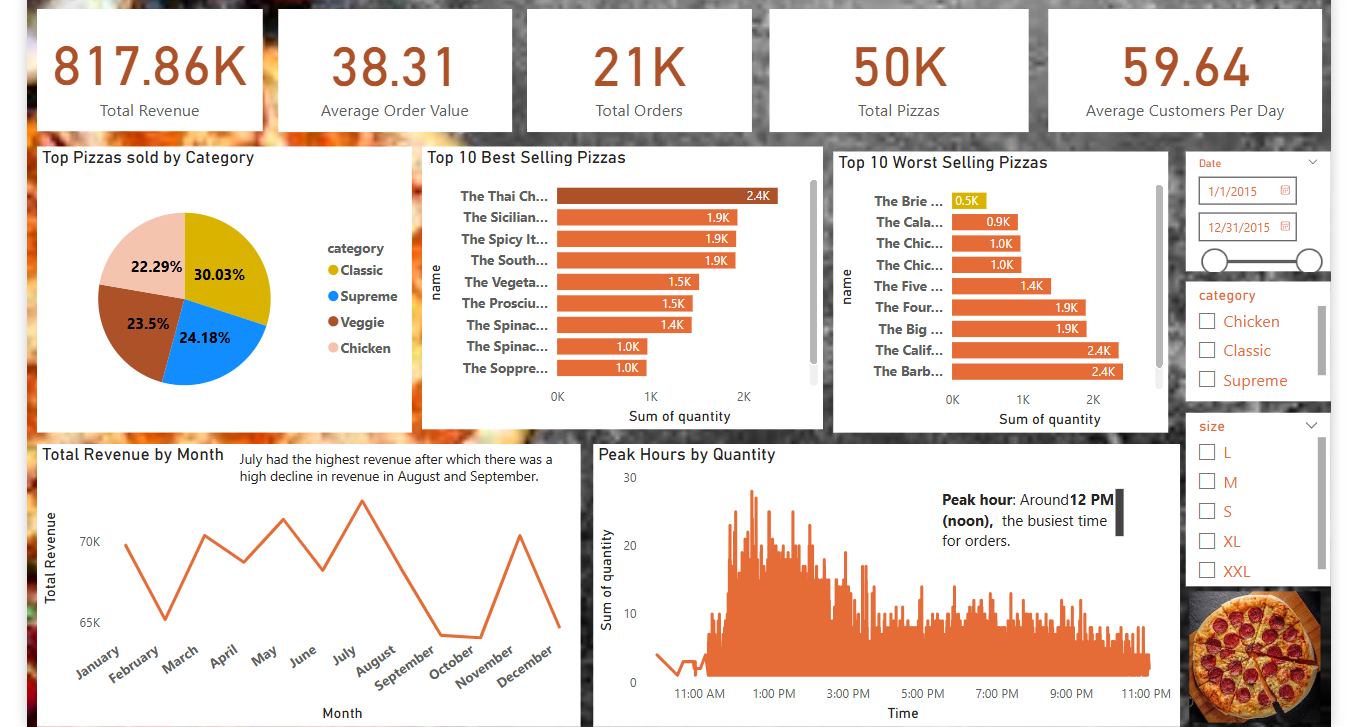 817.86K
Total Revenue
38.31
Average Order Value
21K
Total Orders
50K
Total Pizzas
59.64
Average Customers Per Day
Top Pizzas sold by Category
22.29%
30.03%
23.5%
24.18%
category
Classic
Supreme
Veggie
Chicken
Top 10 Best Selling Pizzas
name
The Thai Ch... 2.4K
The Sicilian... 1.9K
The Spicy It... 1.9K
The South... 1.9K
The Vegeta... 1.5K
The Prosciu... 1.5K
The Spinac... 1.4K
The Spinac... 1.0K
The Soppre... 1.0K
0K 1K 2K
Sum of quantity
Top 10 Worst Selling Pizzas
name
The Brie ... 0.5K
The Cala... 0.9K
The Chic... 1.0K
The Chic... 1.0K
The Five ... 1.4K
The Four... 1.9K
The Big ... 1.9K
The Calif... 2.4K
The Barb... 2.4K
0K 1K 2K
Sum of quantity
Date
1/1/2015
12/31/2015
category
Chicken
Classic
Supreme
size
L
M
S
XL
XXL
Total Revenue by Month
July had the highest revenue after which there was a
high decline in revenue in August and September.
Total Revenue
70K
65K
January February March April May June July August September October November December
Month
Peak Hours by Quantity
Peak hour: Around12 PM
(noon), the busiest time
for orders.
Sum of quantity
30
20
10
0
11:00 AM 1:00 PM 3:00 PM 5:00 PM 7:00 PM 9:00 PM 11:00 PM
Time